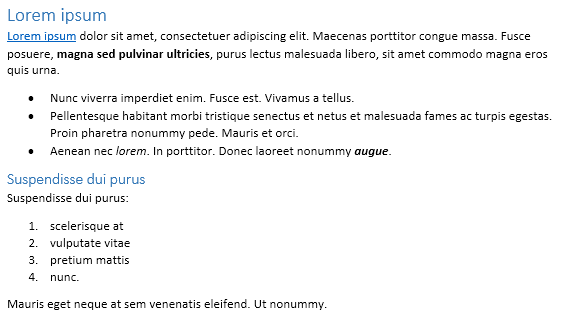 Lorem ipsum
Lorem ipsum dolor sit amet, consectetuer adipiscing elit. Maecenas porttitor congue massa. Fusce
posuere, magna sed pulvinar ultricies, purus lectus malesuada libero, sit amet commodo magna eros
quis urna.
• Nunc viverra imperdiet enim. Fusce est. Vivamus a tellus.
• Pellentesque habitant morbi tristique senectus et netus et malesuada fames ac turpis egestas.
Proin pharetra nonummy pede. Mauris et orci.
• Aenean nec lorem. In porttitor. Donec laoreet nonummy augue.
Suspendisse dui purus
Suspendisse dui purus:
1. scelerisque at
2. vulputate vitae
3. pretium mattis
4. nunc.
Mauris eget neque at sem venenatis eleifend. Ut nonummy.